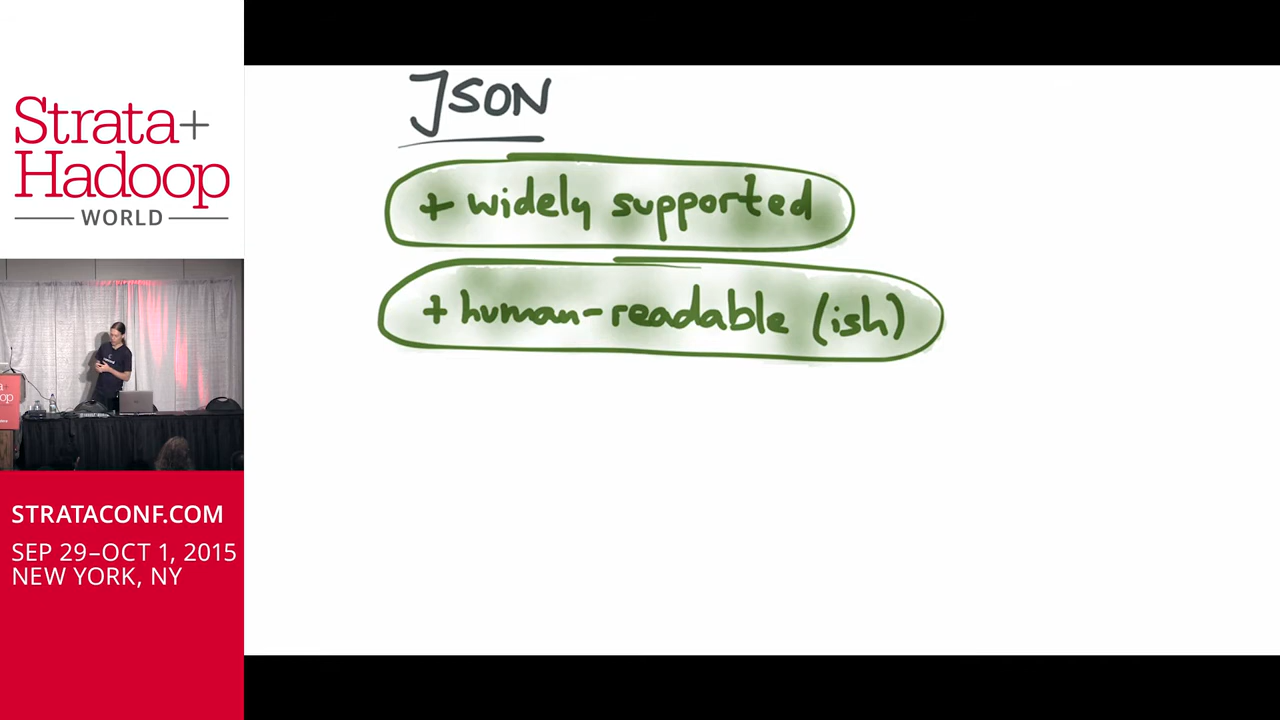 Strata+
Hadoop
WORLD
STRATACONF.COM
SEP 29–OCT 1, 2015
NEW YORK, NY
JSON
+ widely supported
+ human-readable (ish)